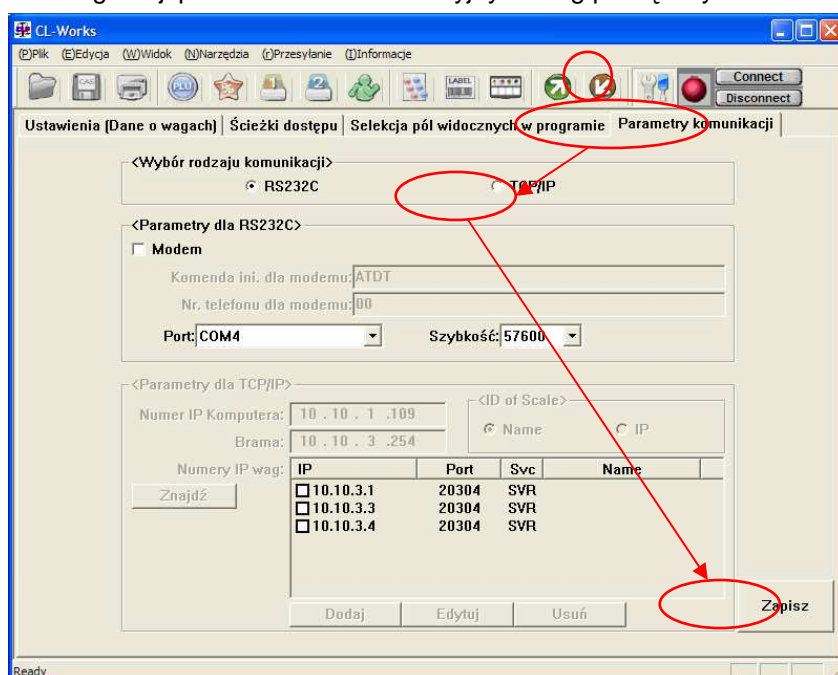 CL-Works
(P)Plik (E)Edycja (W)Widok (N)Narzędzia (r)Przesyłanie (I)Informacje
CAS PLU LABEL Connect
Disconnect
Ustawienia (Dane o wagach) Ścieżki dostępu Selekcja pól widocznych w programie Parametry komunikacji
<Wybór rodzaju komunikacji>
RS232C TCP/IP
<Parametry dla RS232C>
Modem
Komenda ini. dla modemu: ATDT
Nr. telefonu dla modemu: 00
Port: COM4 Szybkość: 57600
<Parametry dla TCP/IP>
Numer IP Komputera: 10 . 10 . 1 .109
<ID of Scale>
Name IP
Brama: 10 . 10 . 3 .254
Numery IP wag: IP Port Svc Name
Znajdź
10.10.3.1 20304 SVR
10.10.3.3 20304 SVR
10.10.3.4 20304 SVR
Dodaj Edytuj Usuń
Zapisz
Ready